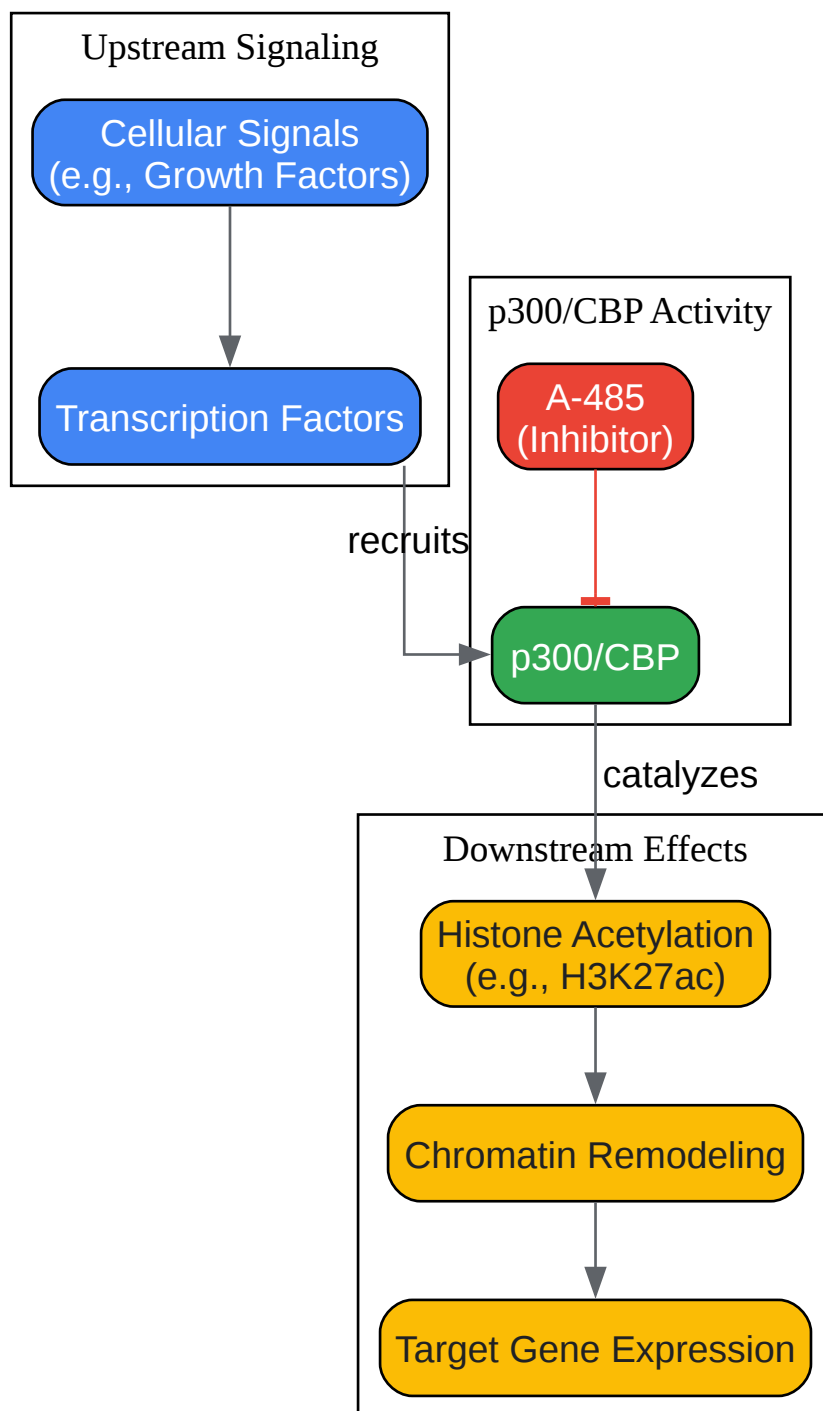 Upstream Signaling
Cellular Signals
(e.g., Growth Factors)
Transcription Factors
recruits
p300/CBP Activity
A-485
(Inhibitor)
p300/CBP
catalyzes
Downstream Effects
Histone Acetylation
(e.g., H3K27ac)
Chromatin Remodeling
Target Gene Expression